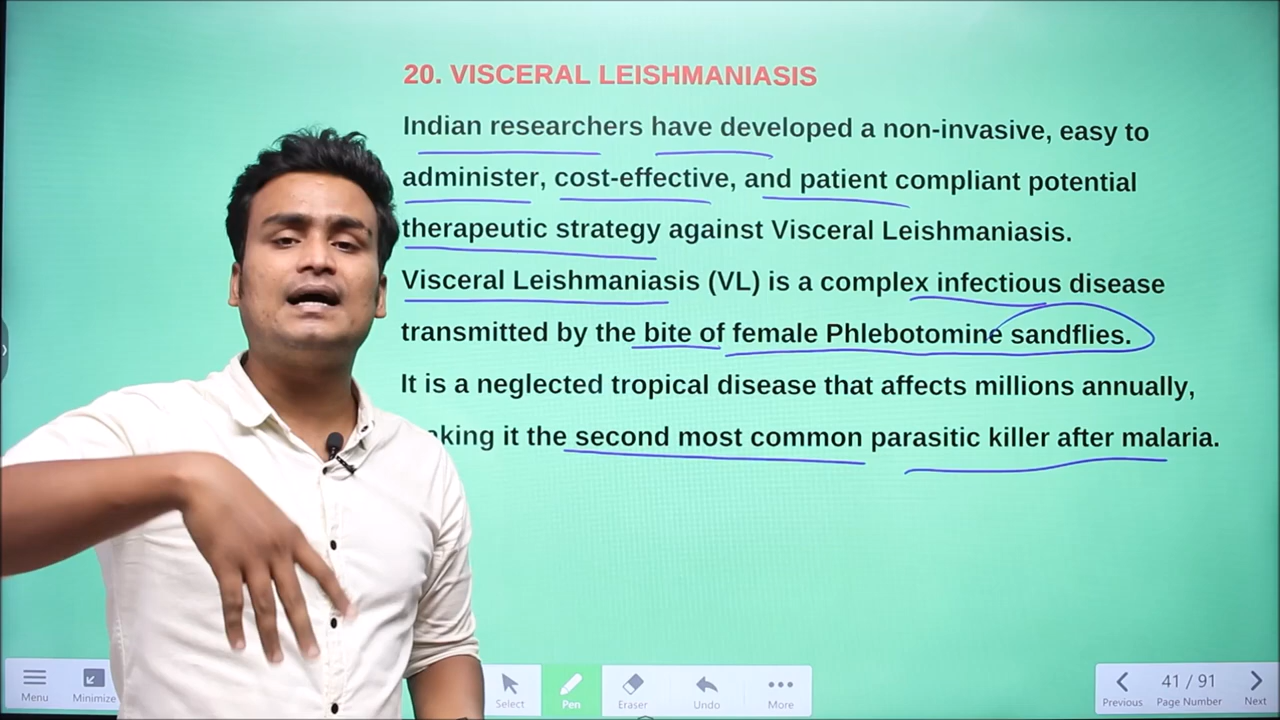 20. VISCERAL LEISHMANIASIS
Indian researchers have developed a non-invasive, easy to
administer, cost-effective, and patient compliant potential
therapeutic strategy against Visceral Leishmaniasis.
Visceral Leishmaniasis (VL) is a complex infectious disease
transmitted by the bite of female Phlebotomine sandflies.
It is a neglected tropical disease that affects millions annually,
it the second most common parasitic killer after malaria.
Menu
Minimize
Select
Pen
Eraser
Undo
More
Previous
41 / 91
Page Number
Next